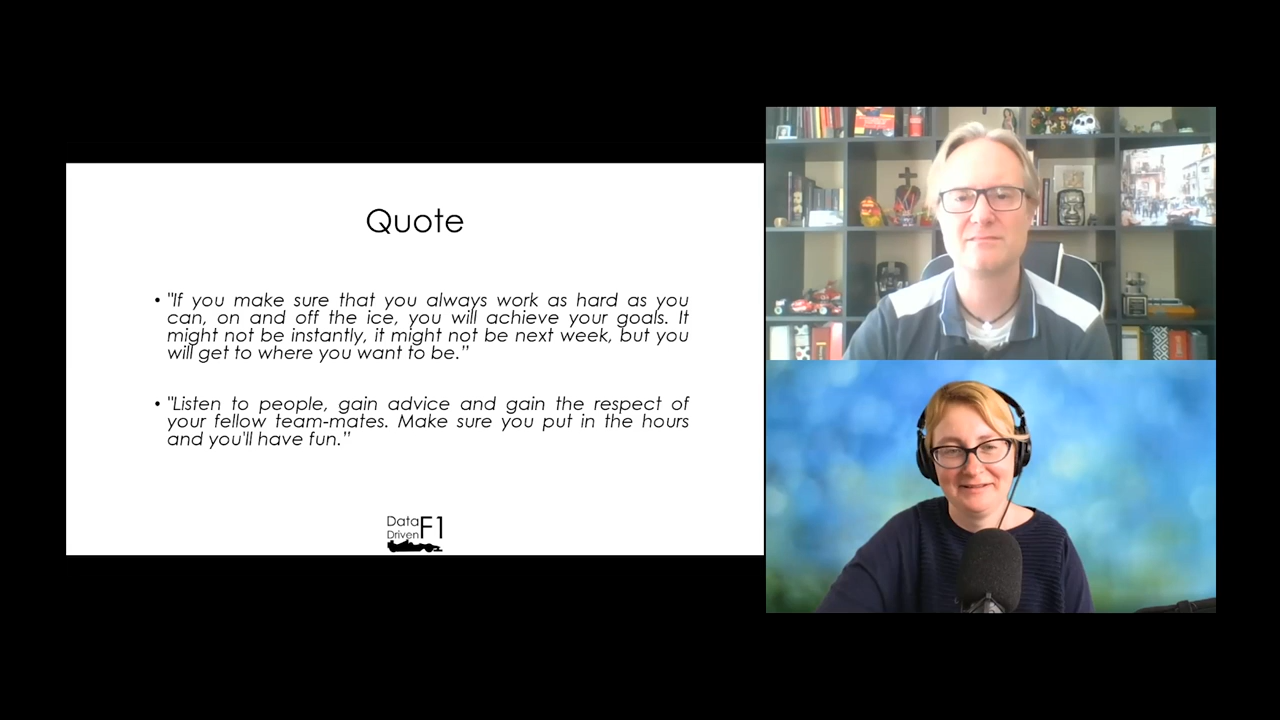 Quote
• "If you make sure that you always work as hard as you
can, on and off the ice, you will achieve your goals. It
might not be instantly, it might not be next week, but you
will get to where you want to be.”
• "Listen to people, gain advice and gain the respect of
your fellow team-mates. Make sure you put in the hours
and you'll have fun.”
Data
Driven F1